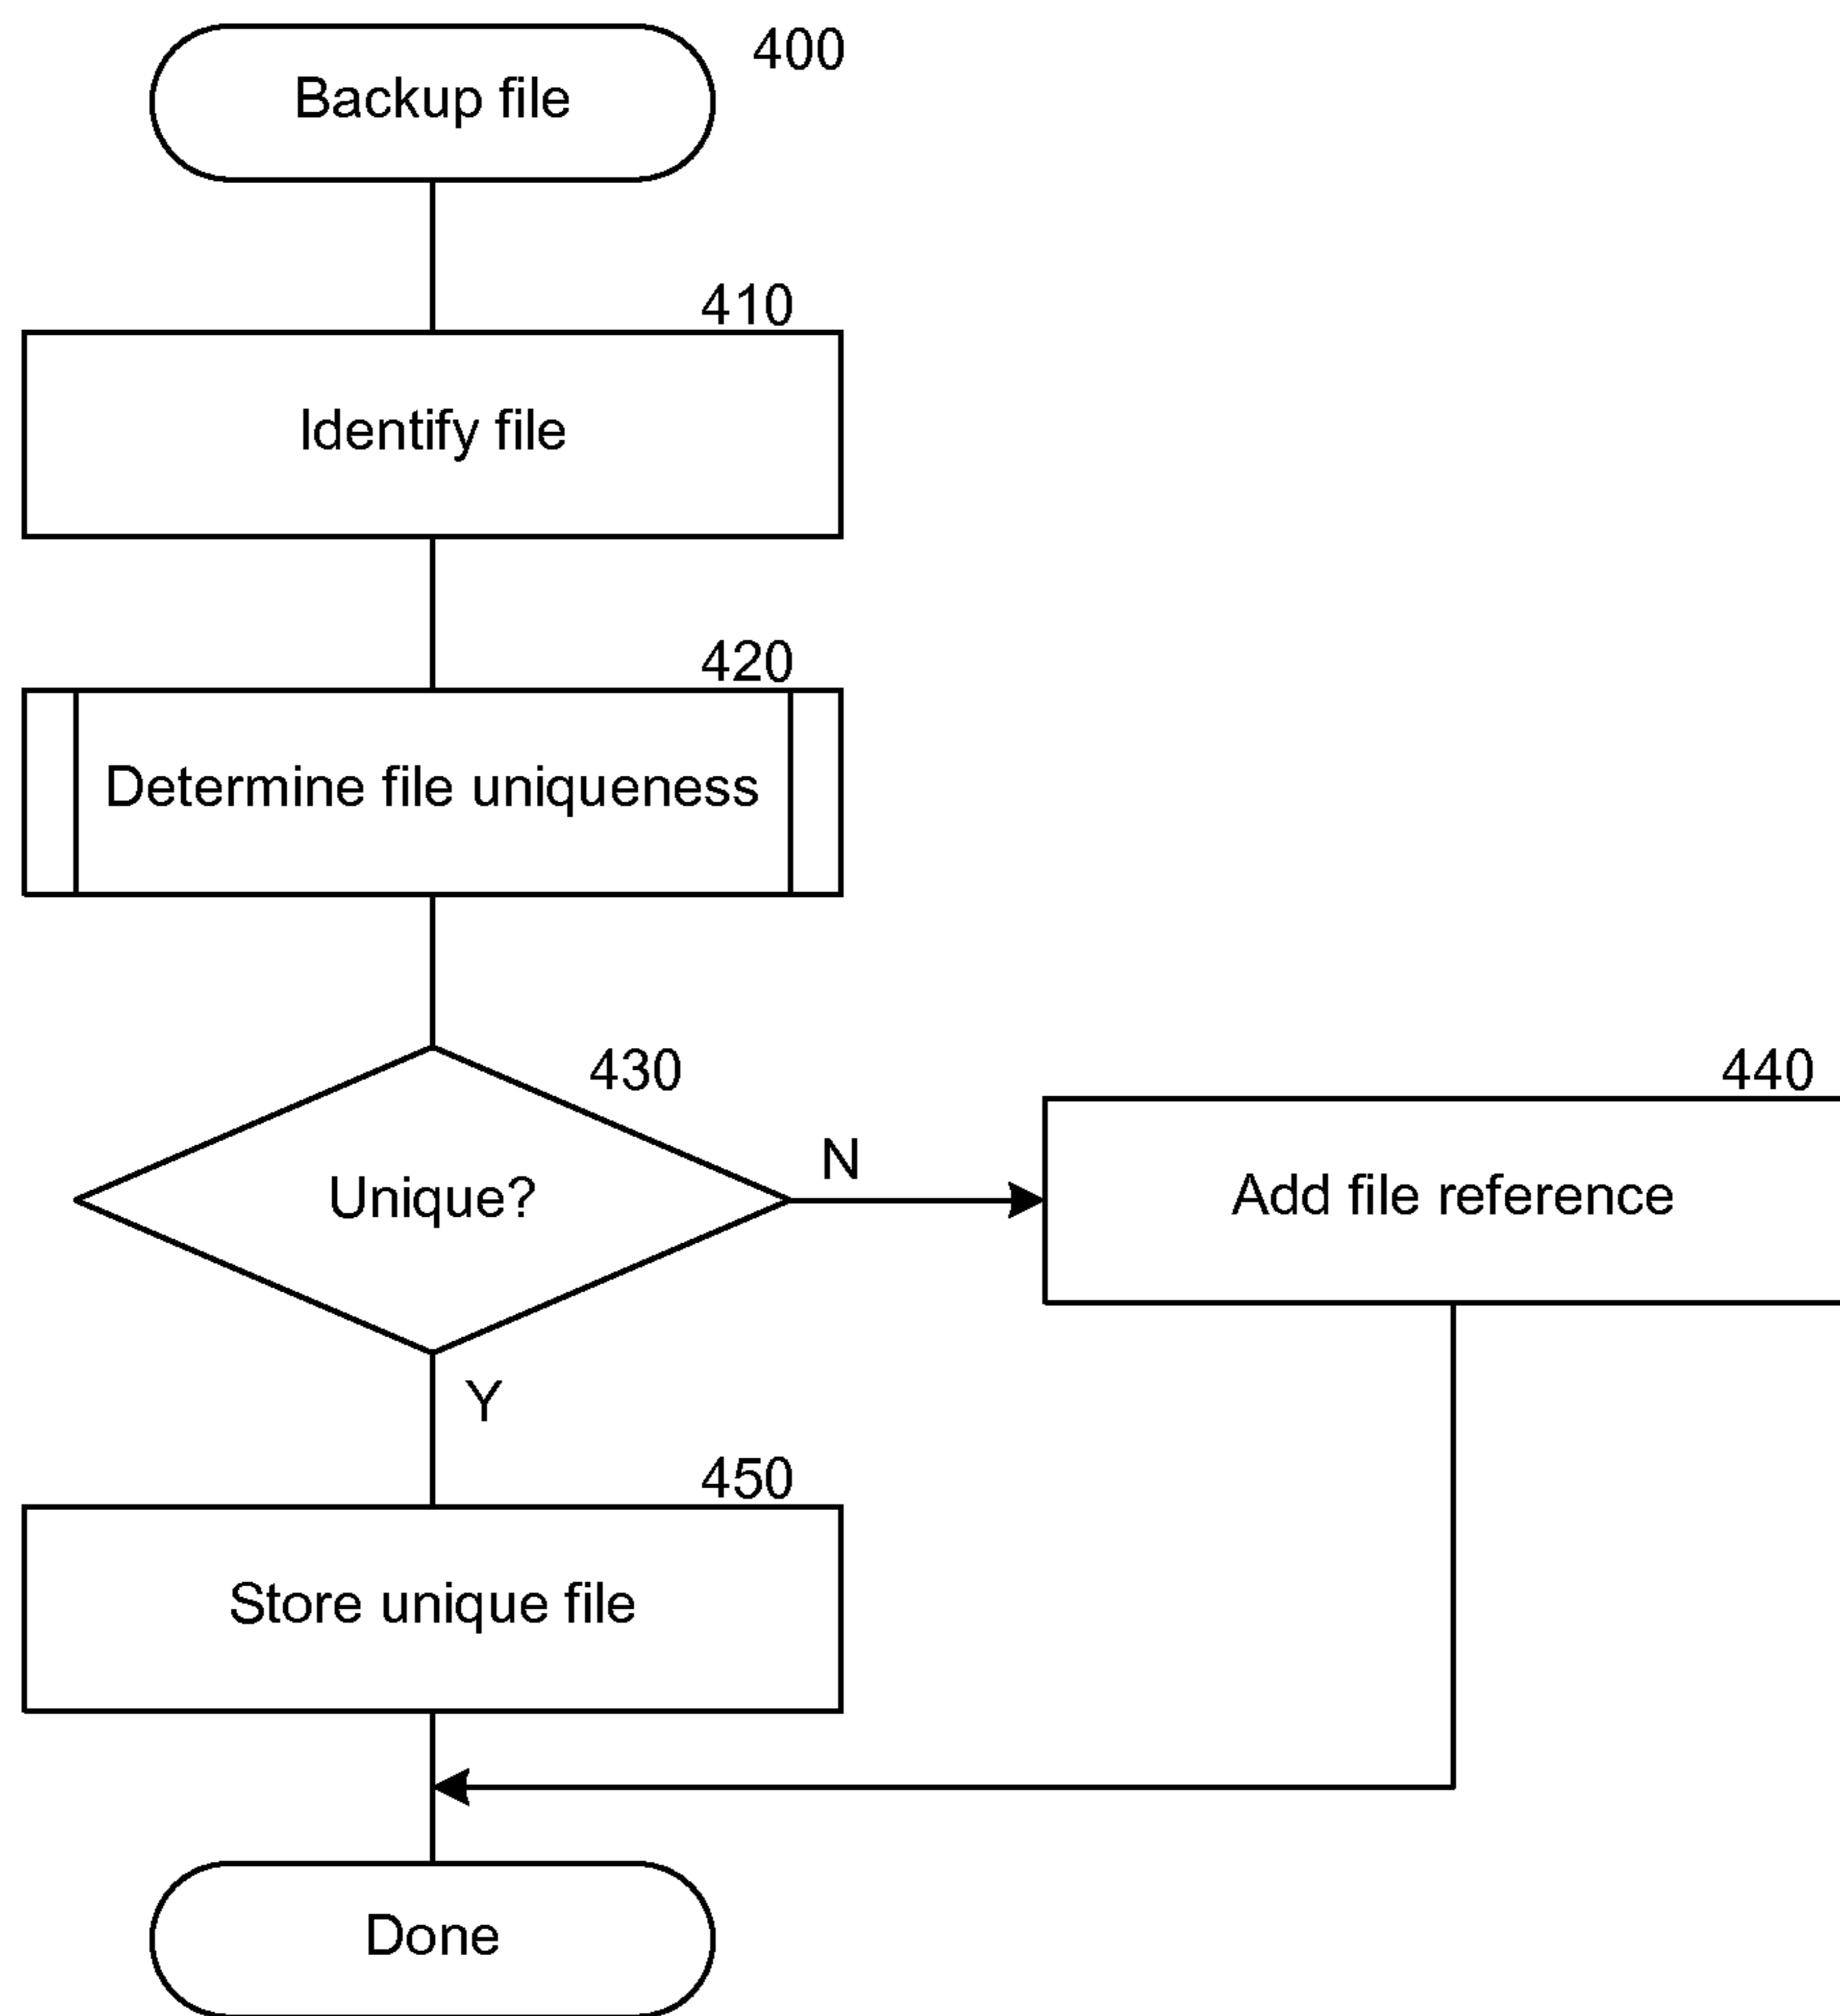 400
Backup file
410
Identify file
420
Determine file uniqueness
430
Unique?
N
440
Add file reference
Y
450
Store unique file
Done